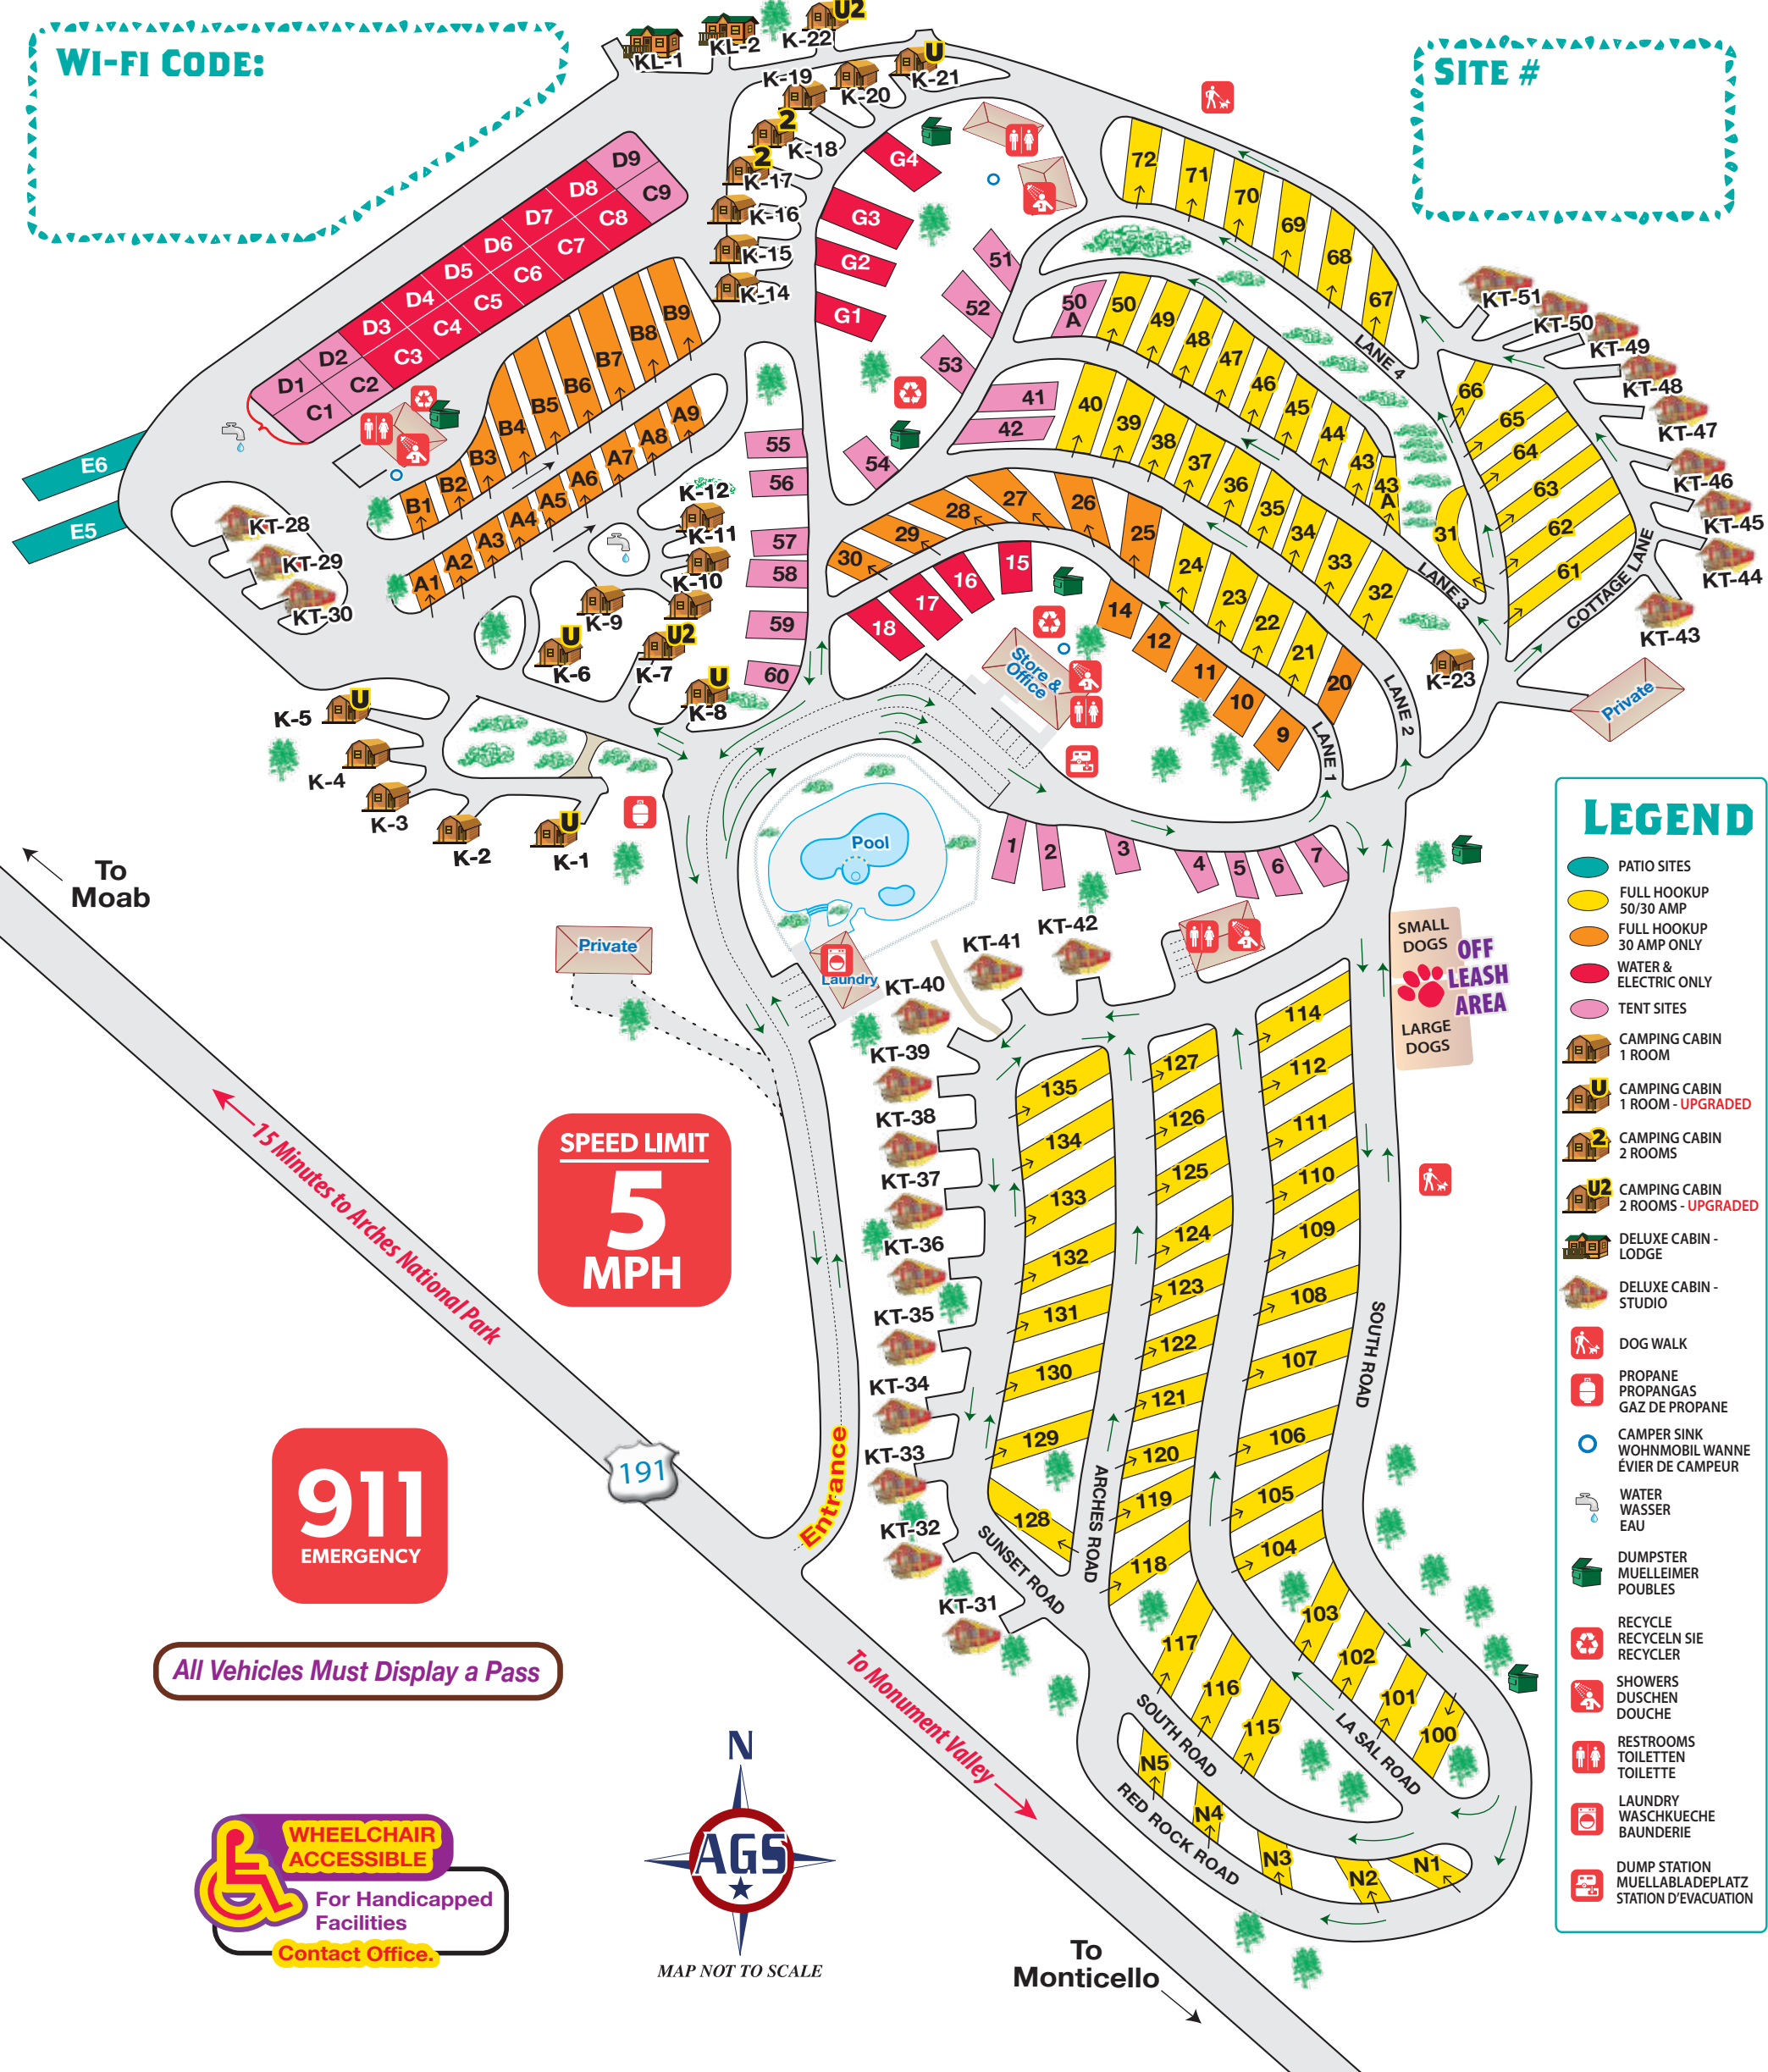 WI-FI CODE:
SITE #
KL-1
KL-2
K-22
U2
K-19
K-20
K-21
U
2
K-18
2
K-17
K-16
K-15
K-14
D9
C9
D8
C8
D7
C7
D6
C6
D5
C5
D4
C4
D3
C3
D2
C2
D1
C1
G4
G3
G2
G1
B9
B8
B7
B6
B5
B4
B3
B2
B1
A9
A8
A7
A6
A5
A4
A3
A2
A1
E6
E5
KT-28
KT-29
KT-30
K-12
K-11
K-10
K-9
U
K-6
U2
K-7
U
K-8
U
K-5
K-4
K-3
K-2
U
K-1
55
56
57
58
59
60
51
52
53
54
41
42
72
71
70
69
68
67
LANE 4
50
A
50
49
48
47
46
45
44
43
43
A
40
39
38
37
36
35
34
33
32
LANE 3
31
66
65
64
63
62
61
COTTAGE LANE
KT-51
KT-50
KT-49
KT-48
KT-47
KT-46
KT-45
KT-44
KT-43
K-23
Private
30
29
28
27
26
25
24
23
22
21
20
LANE 2
LANE 1
18
17
16
15
14
12
11
10
9
Store &
Office
Pool
Laundry
Private
1
2
3
4
5
6
7
SMALL
DOGS
OFF
LEASH
AREA
LARGE
DOGS
KT-42
KT-41
KT-40
KT-39
KT-38
KT-37
KT-36
KT-35
KT-34
KT-33
KT-32
KT-31
135
134
133
132
131
130
129
128
127
126
125
124
123
122
121
120
119
118
117
116
115
114
112
111
110
109
108
107
106
105
104
103
102
101
100
N5
N4
N3
N2
N1
SOUTH ROAD
ARCHES ROAD
SUNSET ROAD
SOUTH ROAD
LA SAL ROAD
RED ROCK ROAD
To
Moab
15 Minutes to Arches National Park
SPEED LIMIT
5
MPH
191
Entrance
911
EMERGENCY
All Vehicles Must Display a Pass
To Monument Valley
WHEELCHAIR
ACCESSIBLE
For Handicapped
Facilities
Contact Office.
N
AGS
MAP NOT TO SCALE
To
Monticello
LEGEND
PATIO SITES
FULL HOOKUP
50/30 AMP
FULL HOOKUP
30 AMP ONLY
WATER &
ELECTRIC ONLY
TENT SITES
CAMPING CABIN
1 ROOM
U
CAMPING CABIN
1 ROOM - UPGRADED
2
CAMPING CABIN
2 ROOMS
U2
CAMPING CABIN
2 ROOMS - UPGRADED
DELUXE CABIN -
LODGE
DELUXE CABIN -
STUDIO
DOG WALK
PROPANE
PROPANGAS
GAZ DE PROPANE
CAMPER SINK
WOHNMOBIL WANNE
ÉVIER DE CAMPEUR
WATER
WASSER
EAU
DUMPSTER
MUELLEIMER
POUBLES
RECYCLE
RECYCELN SIE
RECYCLER
SHOWERS
DUSCHEN
DOUCHE
RESTROOMS
TOILETTEN
TOILETTE
LAUNDRY
WASCHKUECHE
BAUNDERIE
DUMP STATION
MUELLABLADEPLATZ
STATION D'EVACUATION